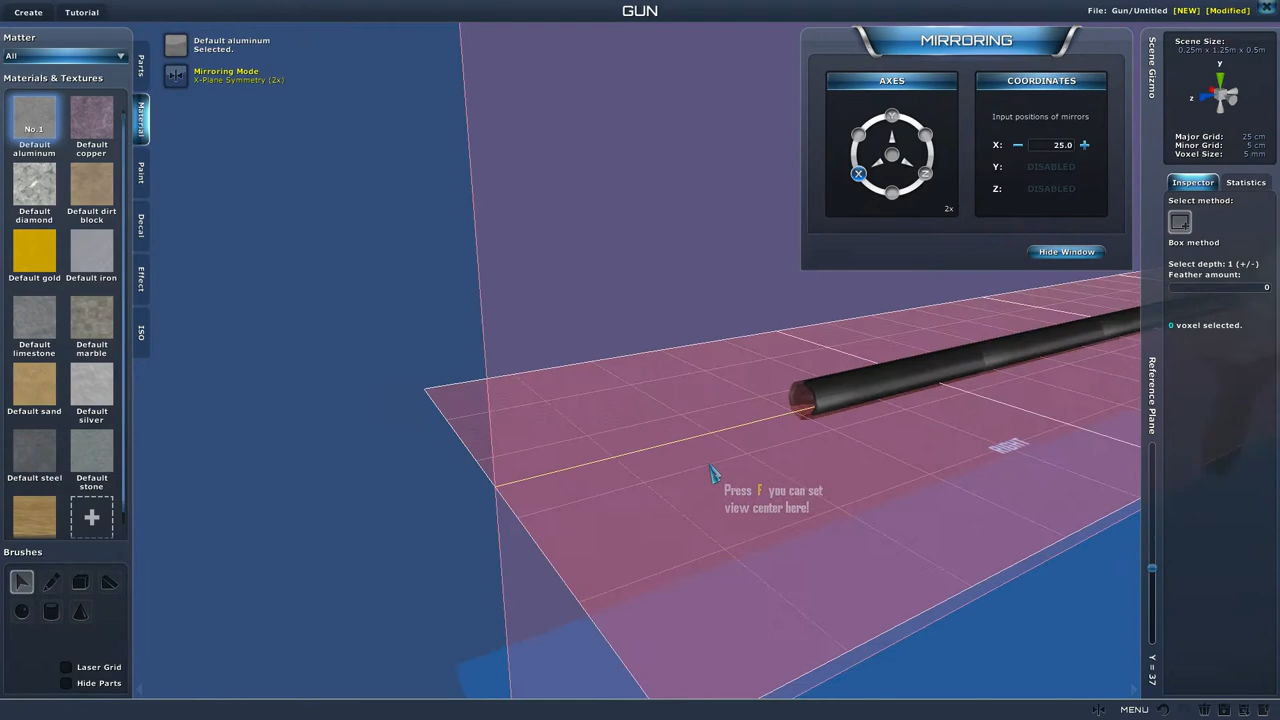 Create
Tutorial
GUN
File: Gun/Untitled [NEW] [Modified]
Matter
All
Materials & Textures
No.1
Default aluminum
Default copper
Default diamond
Default dirt block
Default gold
Default iron
Default limestone
Default marble
Default sand
Default silver
Default steel
Default stone
Brushes
Laser Grid
Hide Parts
Parts
Material
Paint
Decal
Effect
ISO
Default aluminum
Selected.
Mirroring Mode
X-Plane Symmetry (2x)
Press F you can set
view center here!
RIGHT
MIRRORING
AXES
Y
X
Z
2x
COORDINATES
Input positions of mirrors
X: 25.0
Y: DISABLED
Z: DISABLED
Hide Window
Scene Gizmo
Reference Plane
Y = 37
Scene Size:
0.25m x 1.25m x 0.5m
y
z
Major Grid: 25 cm
Minor Grid: 5 cm
Voxel Size: 5 mm
Inspector
Statistics
Select method:
Box method
Select depth: 1 (+/-)
Feather amount:
0
0 voxel selected.
MENU